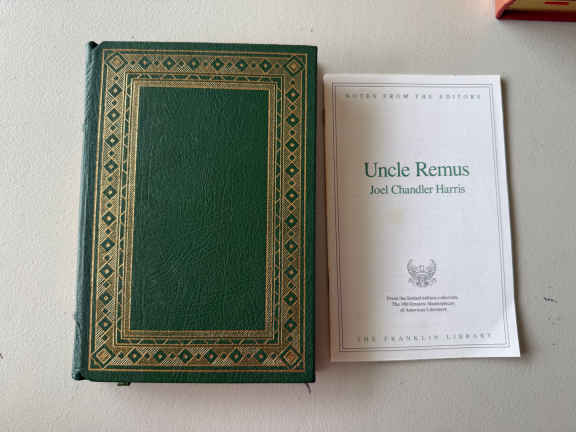 NOTES FROM THE EDITORS
Uncle Remus
Joel Chandler Harris
From the limited edition collection
The 100 Greatest Masterpieces
of American Literature
THE FRANKLIN LIBRARY